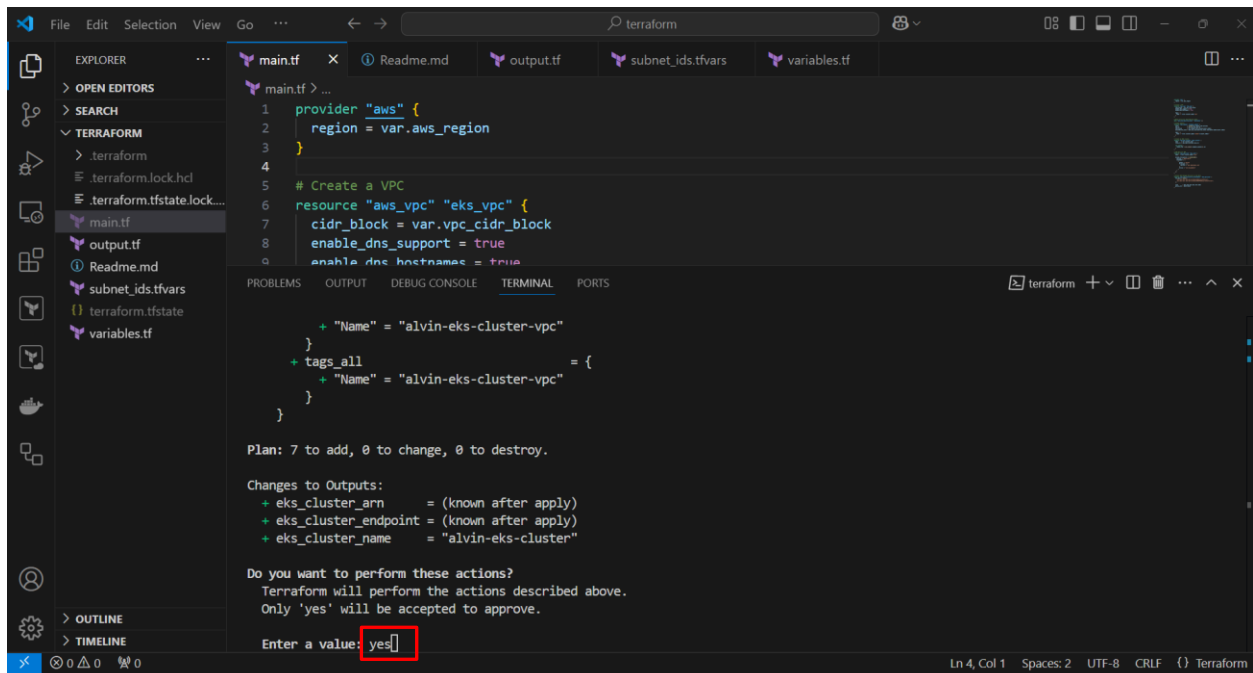 File Edit Selection View Go ··· terraform
EXPLORER ···
OPEN EDITORS
SEARCH
TERRAFORM
.terraform
.terraform.lock.hcl
.terraform.tfstate.lock....
main.tf
output.tf
Readme.md
subnet_ids.tfvars
{} terraform.tfstate
variables.tf
OUTLINE
TIMELINE
main.tf Readme.md output.tf subnet_ids.tfvars variables.tf
main.tf > ...
1 provider "aws" {
2 region = var.aws_region
3 }
4
5 # Create a VPC
6 resource "aws_vpc" "eks_vpc" {
7 cidr_block = var.vpc_cidr_block
8 enable_dns_support = true
9 enable_dns_hostnames = true
PROBLEMS OUTPUT DEBUG CONSOLE TERMINAL PORTS terraform
+ "Name" = "alvin-eks-cluster-vpc"
}
+ tags_all = {
+ "Name" = "alvin-eks-cluster-vpc"
}
}
Plan: 7 to add, 0 to change, 0 to destroy.
Changes to Outputs:
+ eks_cluster_arn = (known after apply)
+ eks_cluster_endpoint = (known after apply)
+ eks_cluster_name = "alvin-eks-cluster"
Do you want to perform these actions?
Terraform will perform the actions described above.
Only 'yes' will be accepted to approve.
Enter a value: yes
0 0 0 Ln 4, Col 1 Spaces: 2 UTF-8 CRLF {} Terraform